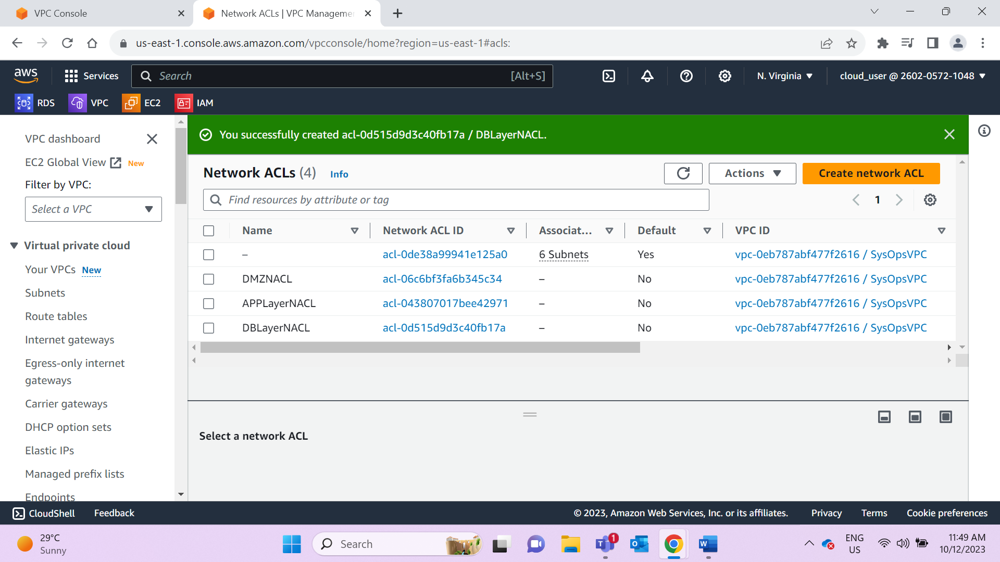 VPC Console
Network ACLs | VPC Manageme
us-east-1.console.aws.amazon.com/vpcconsole/home?region=us-east-1#acls:
aws
Services
Search
[Alt+S]
N. Virginia
cloud_user @ 2602-0572-1048
RDS
VPC
EC2
IAM
VPC dashboard
EC2 Global View New
Filter by VPC:
Select a VPC
Virtual private cloud
Your VPCs New
Subnets
Route tables
Internet gateways
Egress-only internet
gateways
Carrier gateways
DHCP option sets
Elastic IPs
Managed prefix lists
Endpoints
You successfully created acl-0d515d9d3c40fb17a / DBLayerNACL.
Network ACLs (4) Info
Actions
Create network ACL
Find resources by attribute or tag
1
Name Network ACL ID Associat... Default VPC ID
– acl-0de38a99941e125a0 6 Subnets Yes vpc-0eb787abf477f2616 / SysOpsVPC
DMZNACL acl-06c6bf3fa6b345c34 – No vpc-0eb787abf477f2616 / SysOpsVPC
APPLayerNACL acl-043807017bee42971 – No vpc-0eb787abf477f2616 / SysOpsVPC
DBLayerNACL acl-0d515d9d3c40fb17a – No vpc-0eb787abf477f2616 / SysOpsVPC
Select a network ACL
CloudShell
Feedback
© 2023, Amazon Web Services, Inc. or its affiliates.
Privacy
Terms
Cookie preferences
29°C
Sunny
Search
1
ENG
US
11:49 AM
10/12/2023